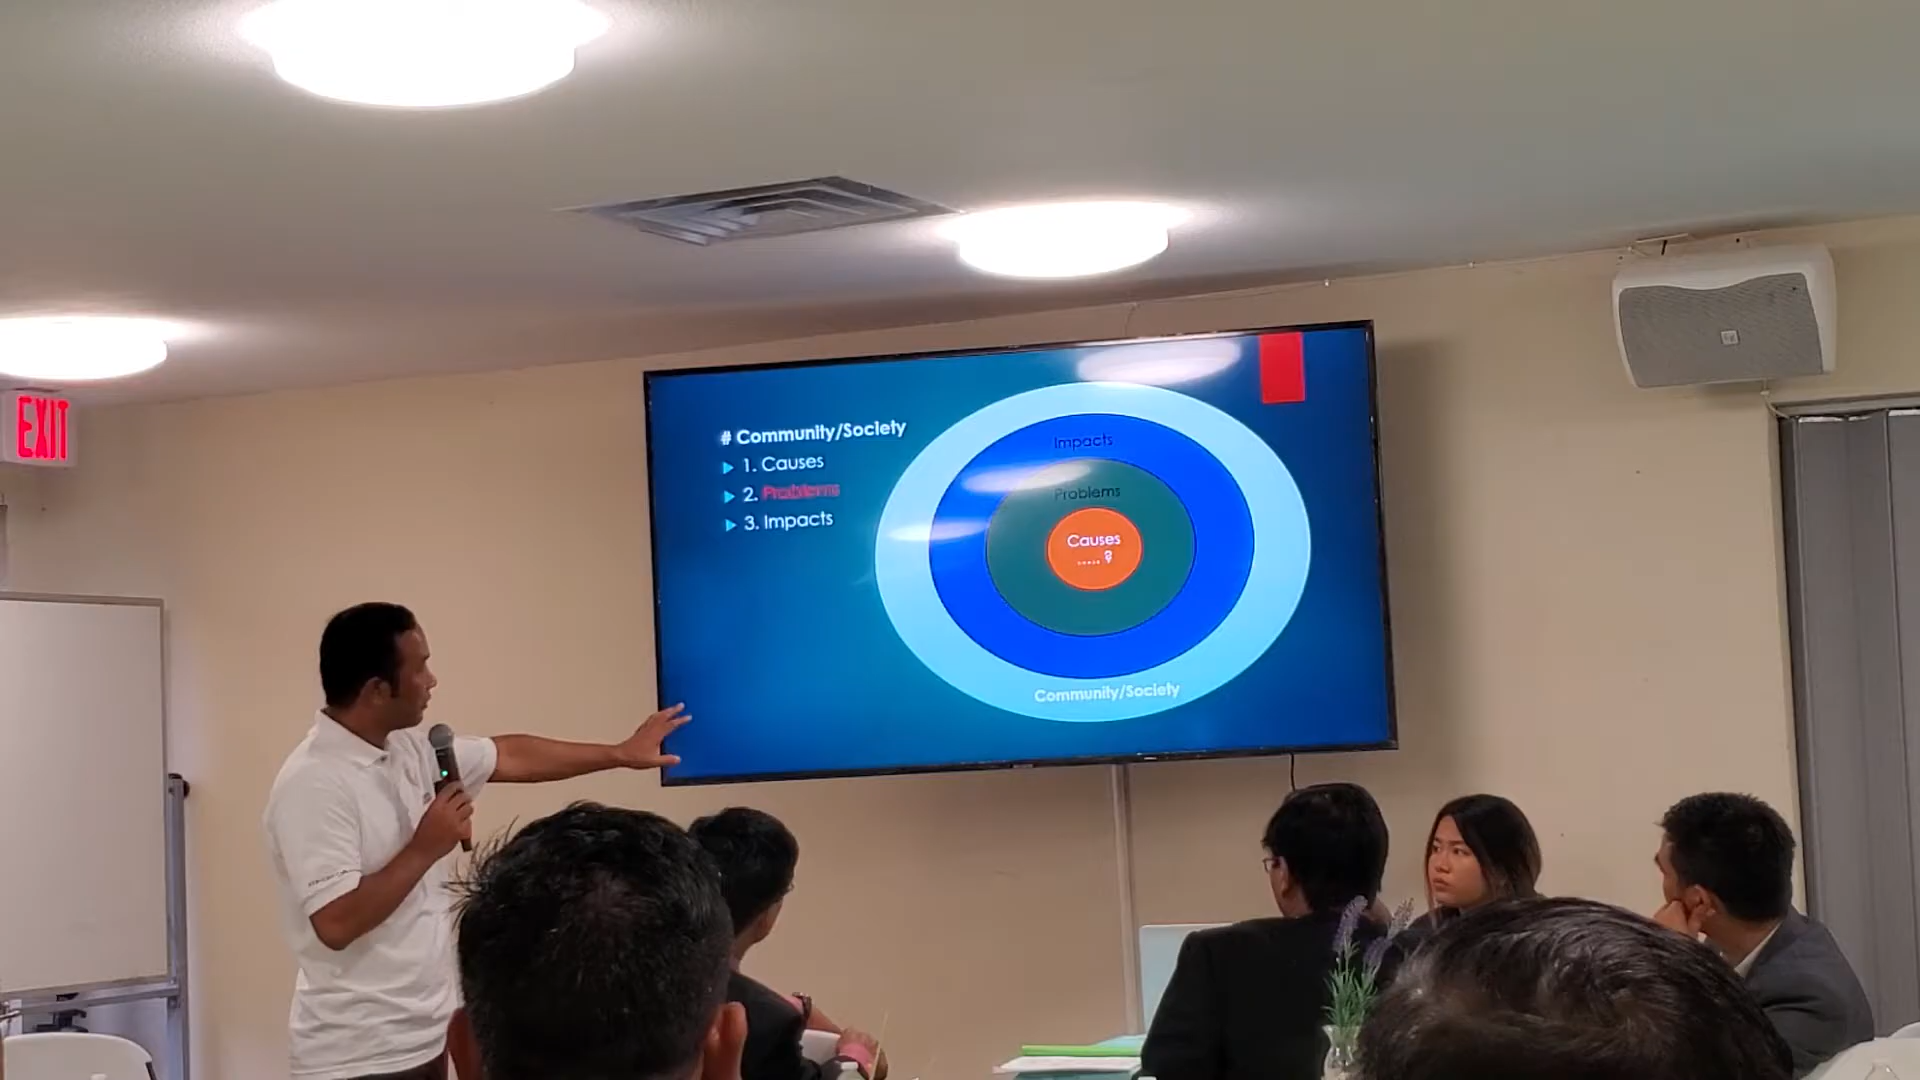 EXIT
# Community/Society
1. Causes
2. Problems
3. Impacts
Impacts
Problems
Causes
?
Community/Society